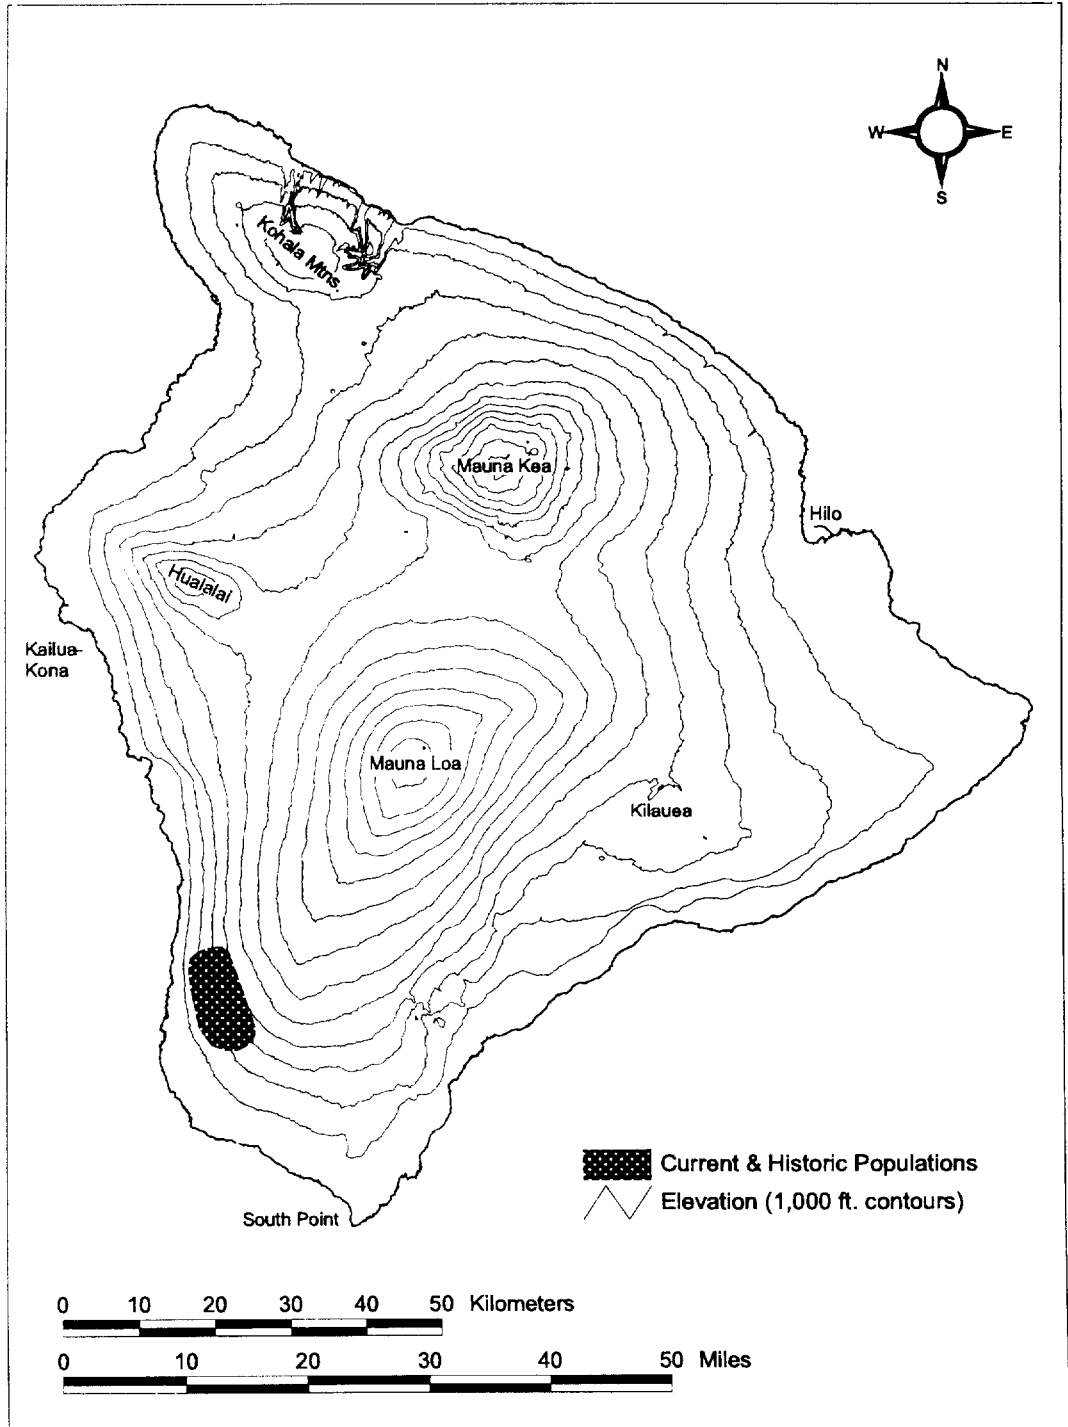 N
W
E
S
Kohala Mtns.
Mauna Kea
Hilo
Hualalai
Kailua-
Kona
Mauna Loa
Kilauea
Current & Historic Populations
Elevation (1,000 ft. contours)
South Point
0 10 20 30 40 50 Kilometers
0 10 20 30 40 50 Miles